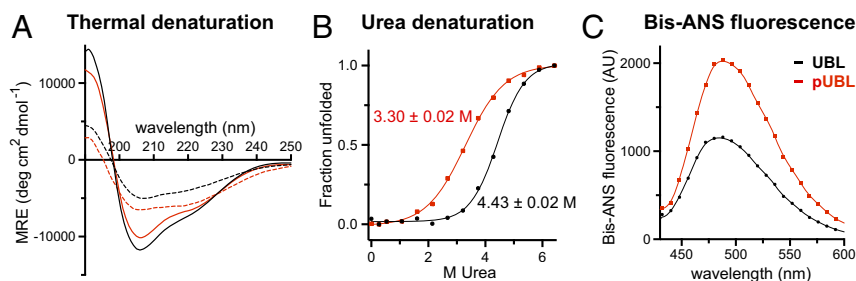 A Thermal denaturation
MRE (deg cm² dmol⁻¹)
10000
0
-10000
wavelength (nm)
200 210 220 230 240 250
B Urea denaturation
Fraction unfolded
1.0
0.5
0.0
3.30 ± 0.02 M
4.43 ± 0.02 M
0 2 4 6
M Urea
C Bis-ANS fluorescence
Bis-ANS fluorescence (AU)
2000
1000
0
UBL
pUBL
450 500 550 600
wavelength (nm)